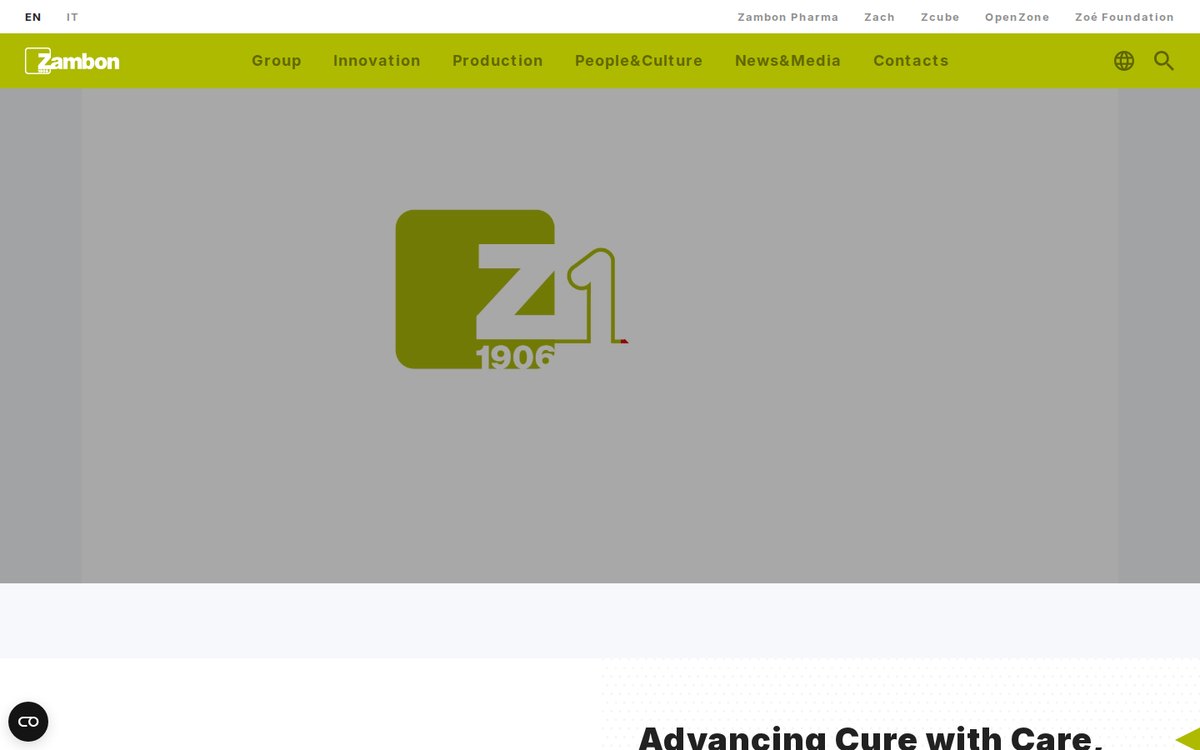 EN IT Zambon Pharma Zach Zcube OpenZone Zoé Foundation
Zambon Group Innovation Production People&Culture News&Media Contacts
Z1
1906
Advancing Cure with Care,